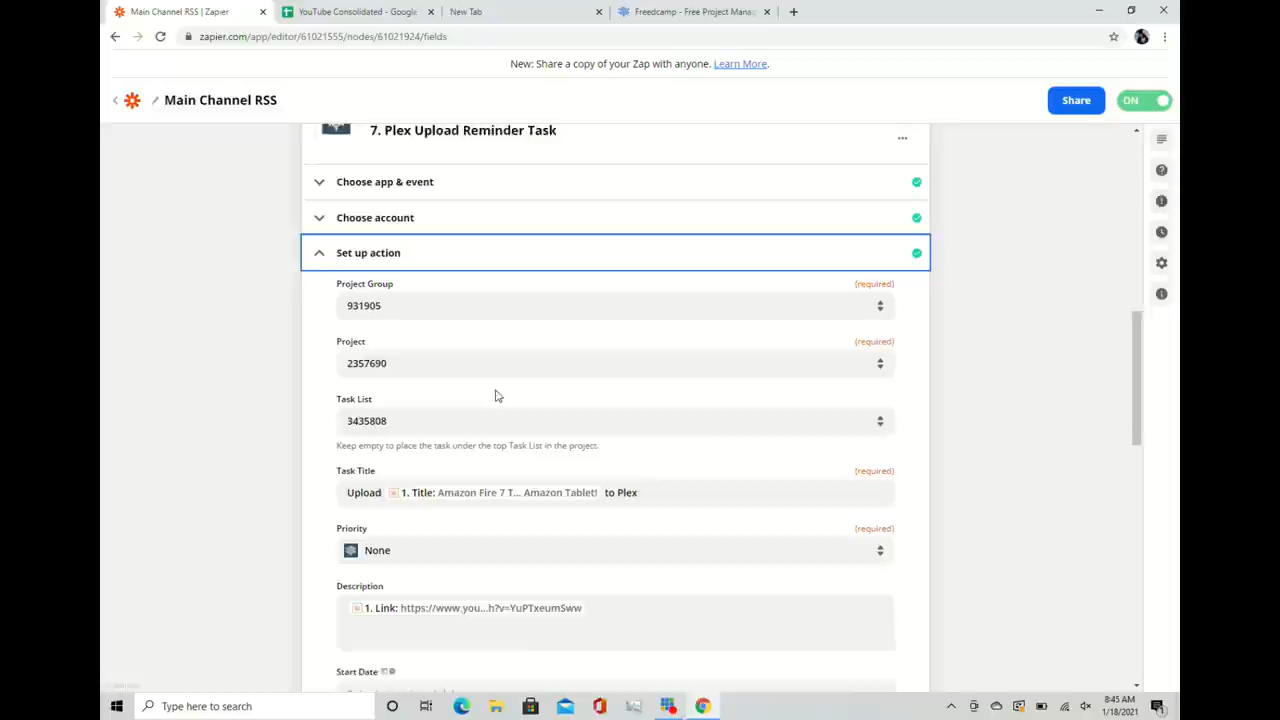 Main Channel RSS | Zapier
YouTube Consolidated - Google
New Tab
Freedcamp - Free Project Mana
zapier.com/app/editor/61021555/nodes/61021924/fields
New: Share a copy of your Zap with anyone. Learn More.
Main Channel RSS
Share
ON
7. Plex Upload Reminder Task
Choose app & event
Choose account
Set up action
Project Group (required)
931905
Project (required)
2357690
Task List
3435808
Keep empty to place the task under the top Task List in the project.
Task Title (required)
Upload 1. Title: Amazon Fire 7 T... Amazon Tablet! to Plex
Priority (required)
None
Description
1. Link: https://www.you...h?v=YuPTxeumSww
Start Date
Type here to search
8:45 AM
1/18/2021